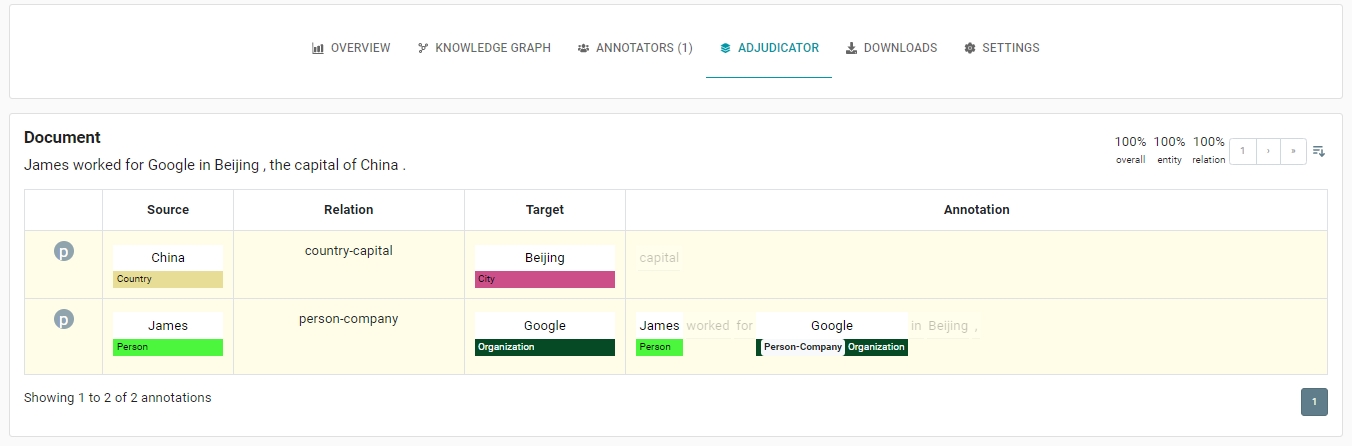 OVERVIEW KNOWLEDGE GRAPH ANNOTATORS (1) ADJUDICATOR DOWNLOADS SETTINGS
Document
James worked for Google in Beijing , the capital of China .
100% 100% 100%
overall entity relation
1 › »
Source Relation Target Annotation
p China country-capital Beijing capital
Country City
p James person-company Google James worked for Google in Beijing ,
Person Organization Person Person-Company Organization
Showing 1 to 2 of 2 annotations
1